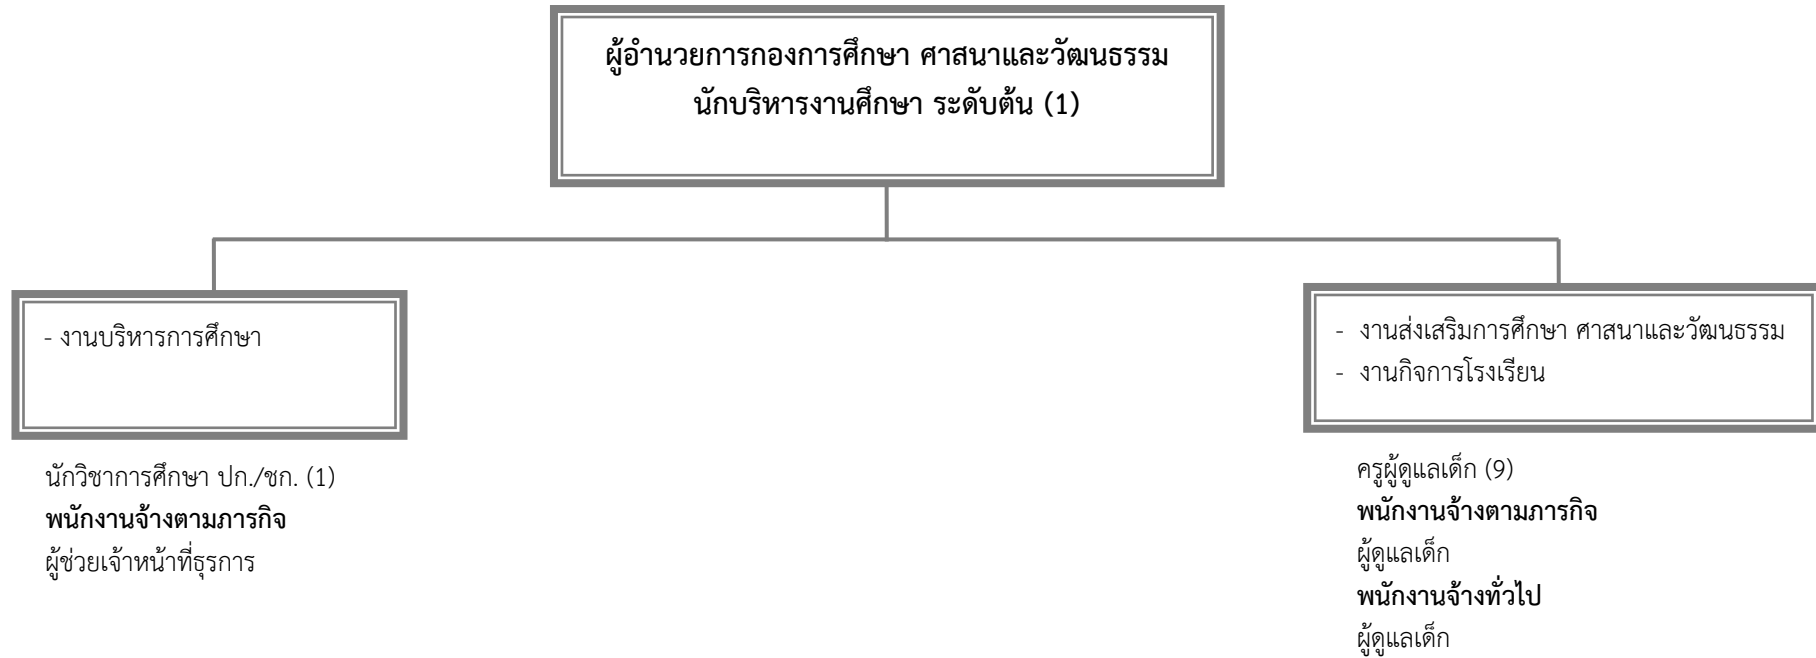 ผู้อำนวยการกองการศึกษา ศาสนาและวัฒนธรรม
นักบริหารงานศึกษา ระดับต้น (1)
- งานบริหารการศึกษา
นักวิชาการศึกษา ปก./ชก. (1)
พนักงานจ้างตามภารกิจ
ผู้ช่วยเจ้าหน้าที่ธุรการ
- งานส่งเสริมการศึกษา ศาสนาและวัฒนธรรม
- งานกิจการโรงเรียน
ครูผู้ดูแลเด็ก (9)
พนักงานจ้างตามภารกิจ
ผู้ดูแลเด็ก
พนักงานจ้างทั่วไป
ผู้ดูแลเด็ก